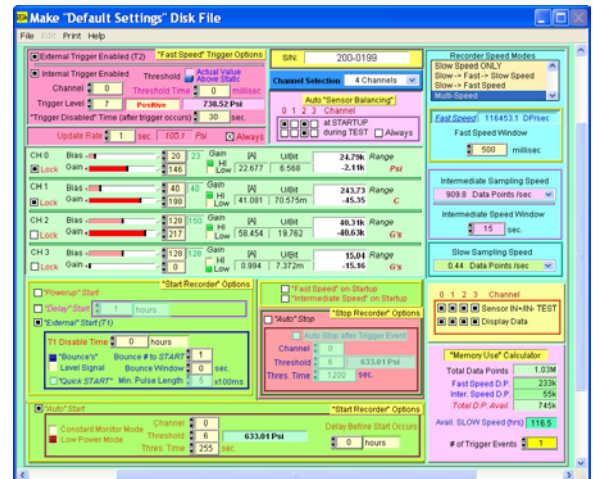 Make "Default Settings" Disk File
File Edit Print Help
External Trigger Enabled (T2) "Fast Speed" Trigger Options
Internal Trigger Enabled Threshold Actual Value
Above Static
Channel 0 Threshold Time 0 millisec
Trigger Level 7 Positive 738.52 Psi
"Trigger Disabled" Time (after trigger occurs) 30 sec.
Update Rate 1 sec. 100.1 Psi Always
S/N: 200-0199
Channel Selection 4 Channels
Auto "Sensor Balancing"
0 1 2 3 Channel
at STARTUP
during TEST Always
Recorder Speed Modes
Slow Speed ONLY
Slow -> Fast -> Slow Speed
Slow -> Fast Speed
Multi-Speed
Fast Speed 116453.1 DP/sec
Fast Speed Window
500 millisec
CH 0 Bias 20 23 Gain [A] U/Bit 24.79k Range
Lock Gain 146 HI Low 22.677 6.568 -2.11k Psi
CH 1 Bias 40 40 Gain [A] U/Bit 243.73 Range
Lock Gain 198 HI Low 41.081 70.575m -45.35 C
CH 2 Bias 128 150 Gain [A] U/Bit 40.31k Range
Lock Gain 217 HI Low 58.454 19.762 -40.63k G's
CH 3 Bias 128 128 Gain [A] U/Bit 15.04 Range
Lock Gain 0 HI Low 0.994 7.372m -15.16 G's
Intermediate Sampling Speed
909.8 Data Points /sec
Intermediate Speed Window
15 sec.
Slow Sampling Speed
0.44 Data Points /sec
"Start Recorder" Options
"Powerup" Start
"Delay" Start 1 hours
"External" Start (T1)
T1 Disable Time 0 hours
"Bounce's" Bounce # to START 1
Level Signal Bounce Window 0 sec.
"Quick START" Min. Pulse Length 5 x100ms
"Fast Speed" on Startup
"Intermediate Speed" on Startup
"Stop Recorder" Options
"Auto" Stop
Auto Stop after Trigger Event
Channel 0
Threshold 6 633.01 Psi
Thres. Time 1200 sec.
0 1 2 3 Channel
Sensor IN+/IN- TEST
Display Data
"Memory Use" Calculator
Total Data Points 1.03M
Fast Speed D.P. 233k
Inter. Speed D.P. 55k
Total D.P. Avail. 745k
Avail. SLOW Speed (hrs) 116.5
# of Trigger Events 1
"Auto" Start "Start Recorder" Options
Constant Monitor Mode Channel 0
Low Power Mode Threshold 6 633.01 Psi
Thres. Time 255 sec.
Delay Before Start Occurs
0 hours